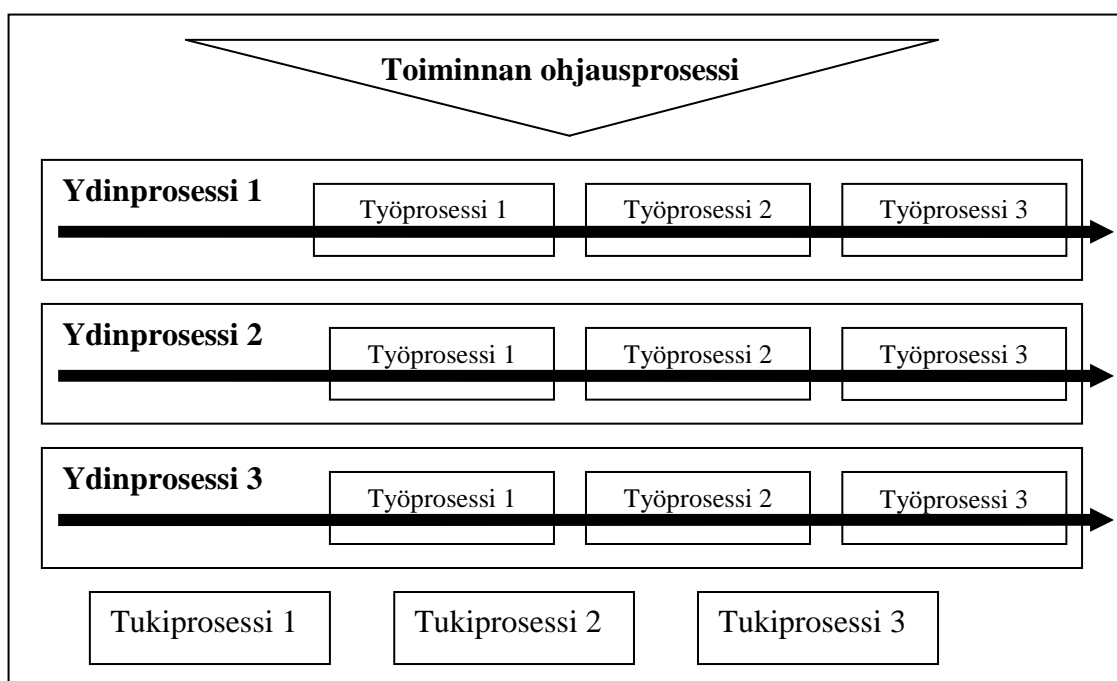 Toiminnan ohjausprosessi
Ydinprosessi 1
Työprosessi 1
Työprosessi 2
Työprosessi 3
Ydinprosessi 2
Työprosessi 1
Työprosessi 2
Työprosessi 3
Ydinprosessi 3
Työprosessi 1
Työprosessi 2
Työprosessi 3
Tukiprosessi 1
Tukiprosessi 2
Tukiprosessi 3